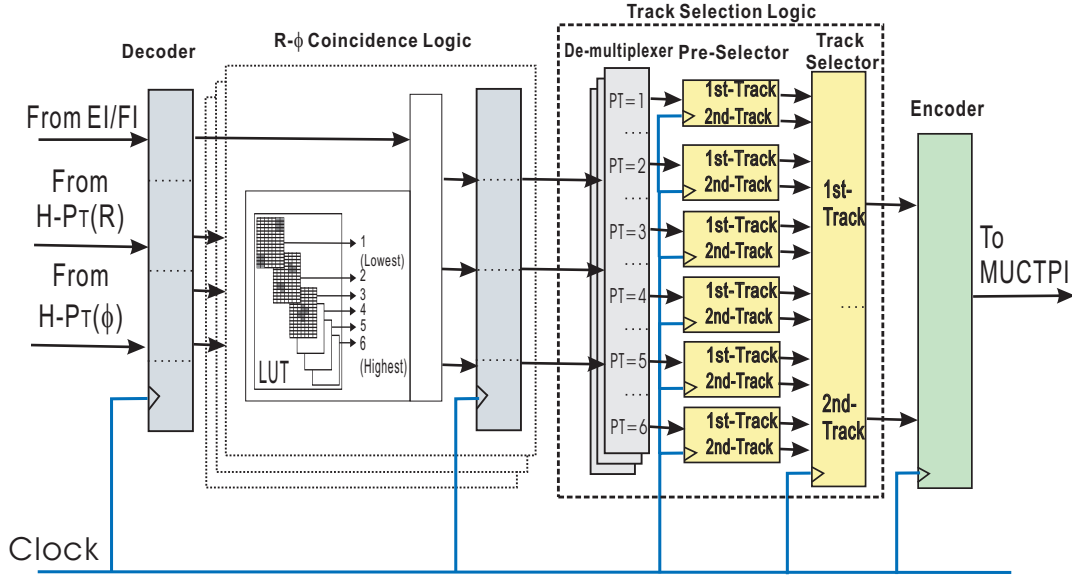 Track Selection Logic
Decoder
R-ϕ Coincidence Logic
De-multiplexer
Pre-Selector
Track
Selector
Encoder
From EI/FI
From
H-PT(R)
From
H-PT(ϕ)
LUT
1
(Lowest)
2
3
4
5
6
(Highest)
PT=1
....
PT=2
....
PT=3
....
PT=4
....
PT=5
....
PT=6
1st-Track
2nd-Track
1st-Track
2nd-Track
1st-Track
2nd-Track
1st-Track
2nd-Track
1st-Track
2nd-Track
1st-Track
2nd-Track
1st-
Track
....
2nd-
Track
To
MUCTPI
Clock